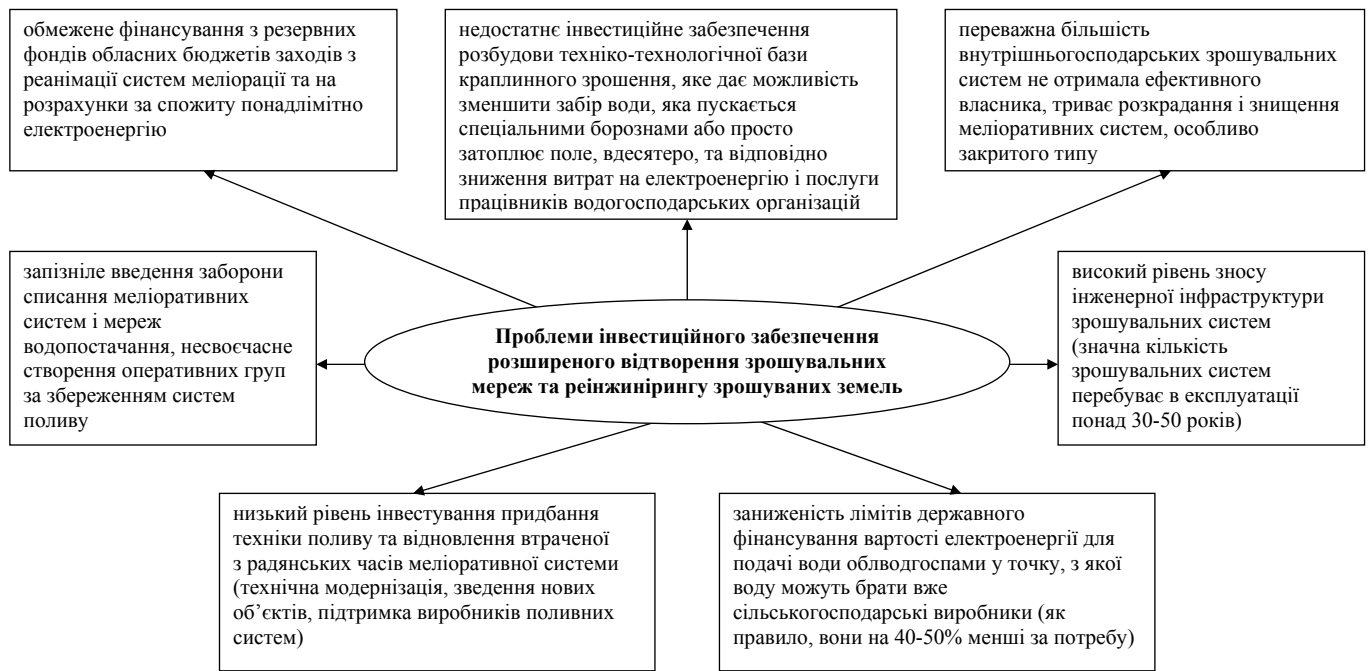 обмежене фінансування з резервних
фондів обласних бюджетів заходів з
реанімації систем меліорації та на
розрахунки за спожиту понадлімітно
електроенергію
недостатнє інвестиційне забезпечення
розбудови техніко-технологічної бази
краплинного зрошення, яке дає можливість
зменшити забір води, яка пускається
спеціальними борознами або просто
затоплює поле, вдесятеро, та відповідно
зниження витрат на електроенергію і послуги
працівників водогосподарських організацій
переважна більшість
внутрішньогосподарських зрошувальних
систем не отримала ефективного
власника, триває розкрадання і знищення
меліоративних систем, особливо
закритого типу
запізніле введення заборони
списання меліоративних
систем і мереж
водопостачання, несвоєчасне
створення оперативних груп
за збереженням систем
поливу
Проблеми інвестиційного забезпечення
розширеного відтворення зрошувальних
мереж та реінжинірингу зрошуваних земель
високий рівень зносу
інженерної інфраструктури
зрошувальних систем
(значна кількість
зрошувальних систем
перебуває в експлуатації
понад 30-50 років)
низький рівень інвестування придбання
техніки поливу та відновлення втраченої
з радянських часів меліоративної системи
(технічна модернізація, зведення нових
об’єктів, підтримка виробників поливних
систем)
заниженість лімітів державного
фінансування вартості електроенергії для
подачі води облводгоспами у точку, з якої
воду можуть брати вже
сільськогосподарські виробники (як
правило, вони на 40-50% менші за потребу)